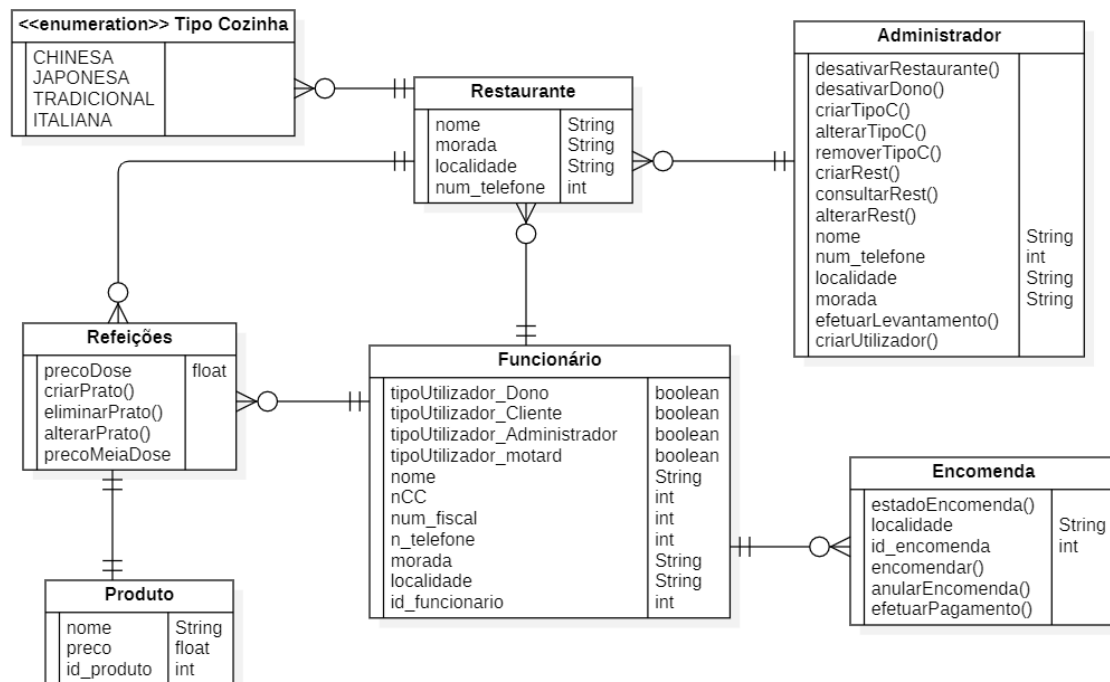 <<enumeration>> Tipo Cozinha
CHINESA
JAPONESA
TRADICIONAL
ITALIANA
Restaurante
nome String
morada String
localidade String
num_telefone int
Administrador
desativarRestaurante()
desativarDono()
criarTipoC()
alterarTipoC()
removerTipoC()
criarRest()
consultarRest()
alterarRest()
nome String
num_telefone int
localidade String
morada String
efetuarLevantamento()
criarUtilizador()
Refeições
precoDose float
criarPrato()
eliminarPrato()
alterarPrato()
precoMeiaDose
Funcionário
tipoUtilizador_Dono boolean
tipoUtilizador_Cliente boolean
tipoUtilizador_Administrador boolean
tipoUtilizador_motard boolean
nome String
nCC int
num_fiscal int
n_telefone int
morada String
localidade String
id_funcionario int
Encomenda
estadoEncomenda()
localidade String
id_encomenda int
encomendar()
anularEncomenda()
efetuarPagamento()
Produto
nome String
preco float
id_produto int